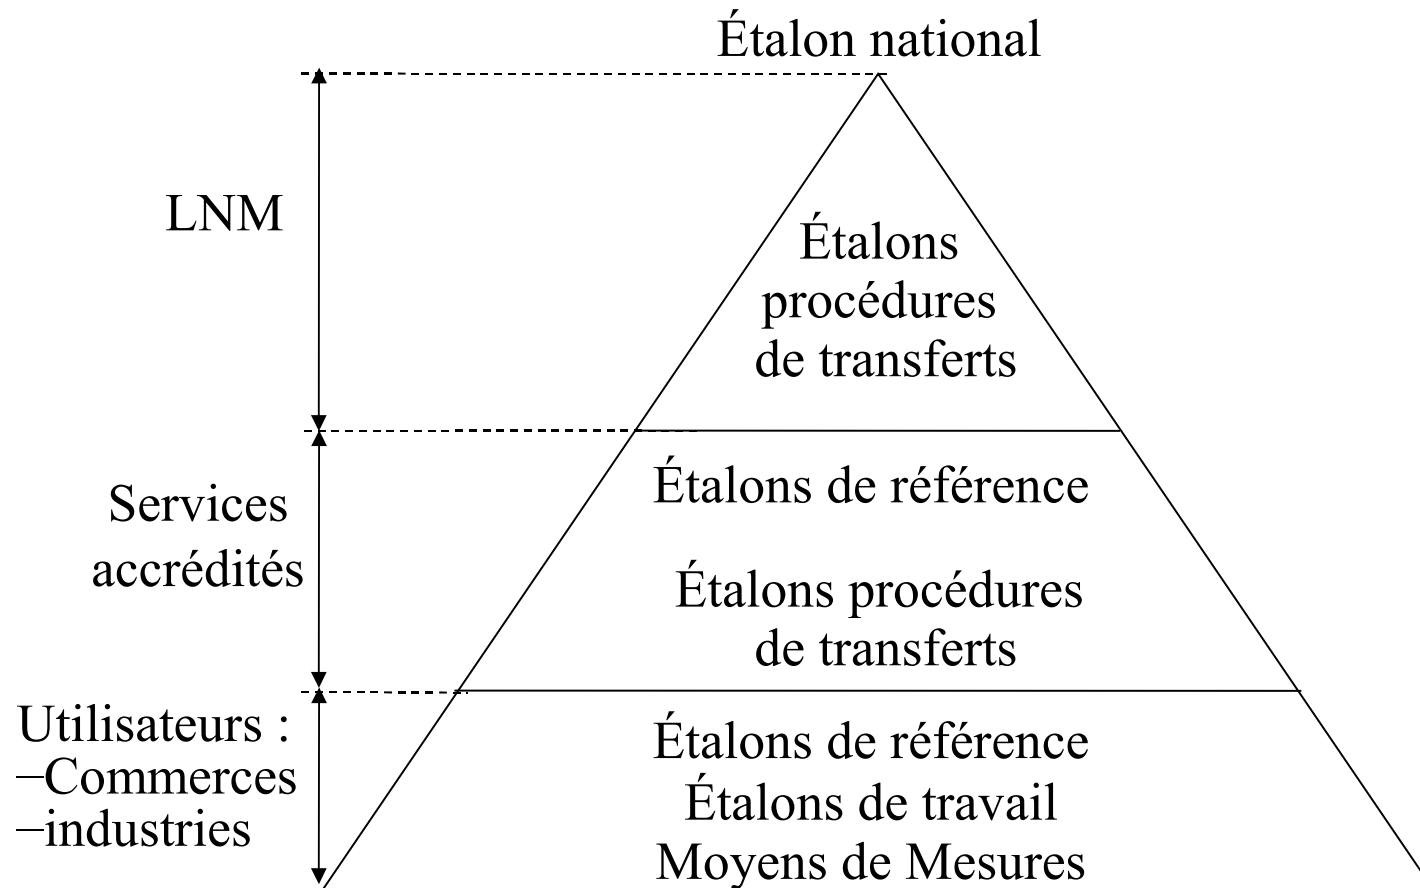 Étalon national
LNM
Étalons
procédures
de transferts
Services
accrédités
Étalons de référence
Étalons procédures
de transferts
Utilisateurs :
–Commerces
–industries
Étalons de référence
Étalons de travail
Moyens de Mesures